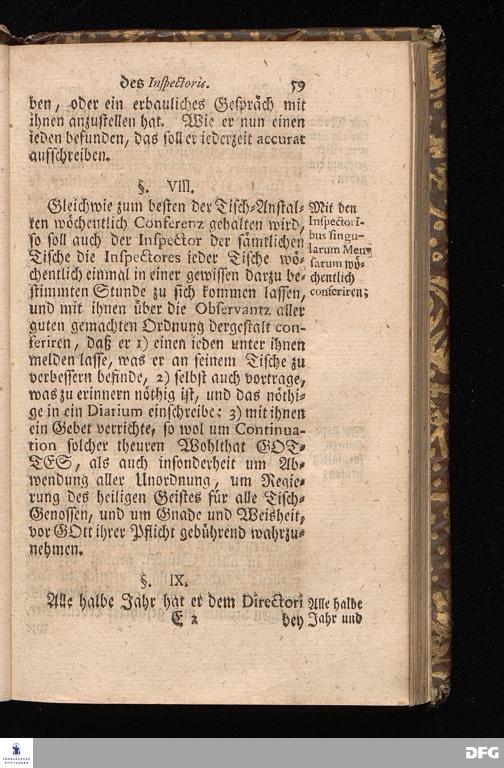 des Inspectoris. 59
ben, oder ein erbauliches Gespräch mit
ihnen anzustellen hat. Wie er nun einen
ieden befunden, das soll er iederzeit accurat
aufschreiben.
§. VIII.
Gleichwie zum besten der Tisch-Anstal-
ten wöchentlich Conferenz gehalten wird,
so soll auch der Inspector der sämtlichen
Tische die Inspectores ieder Tische wö-
chentlich einmal in einer gewissen darzu be-
stimmten Stunde zu sich kommen lassen,
und mit ihnen über die Observantz aller
guten gemachten Ordnung dergestalt con-
feriren, daß er 1) einen ieden unter ihnen
melden lasse, was er an seinem Tische zu
verbessern befinde, 2) selbst auch vortrage,
was zu erinnern nöthig ist, und das nöthi-
ge in ein Diarium einschreibe: 3) mit ihnen
ein Gebet verrichte, so wol um Continua-
tion solcher theuren Wohlthat GOT-
TES, als auch insonderheit um Ab-
wendung aller Unordnung, um Regie-
rung des heiligen Geistes für alle Tisch-
Genossen, und um Gnade und Weisheit,
vor GOtt ihrer Pflicht gebührend wahrzu-
nehmen.
Mit den
Inspectori-
bus singu-
larum Men-
sarum wö-
chentlich
conferiren;
§. IX.
Alle halbe Jahr hat er dem Directori
E 2 bey
Alle halbe
Jahr und
FRANCKESCHE
STIFTUNGEN
DFG